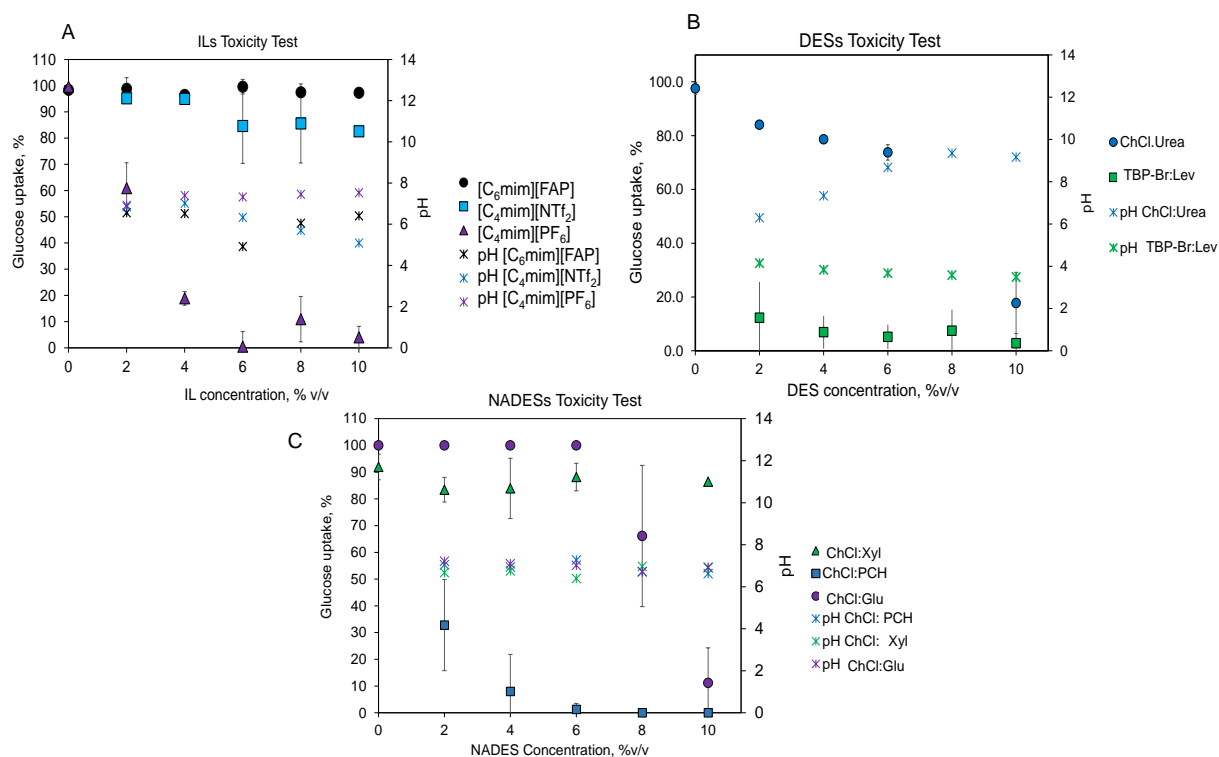 A
ILs Toxicity Test
110
100
90
80
70
60
50
40
30
20
10
0
Glucose uptake, %
14
12
10
8
6
4
2
0
pH
0 2 4 6 8 10
IL concentration, % v/v
[C6mim][FAP]
[C4mim][NTf2]
[C4mim][PF6]
pH [C6mim][FAP]
pH [C4mim][NTf2]
pH [C4mim][PF6]
B
DESs Toxicity Test
100.0
80.0
60.0
40.0
20.0
0.0
Glucose uptake, %
14
12
10
8
6
4
2
0
pH
0 2 4 6 8 10
DES concentration, %v/v
ChCl.Urea
TBP-Br:Lev
pH ChCl:Urea
pH TBP-Br:Lev
C
NADESs Toxicity Test
110
100
90
80
70
60
50
40
30
20
10
0
Glucose uptake, %
14
12
10
8
6
4
2
0
pH
0 2 4 6 8 10
NADES Concentration, %v/v
ChCl:Xyl
ChCl:PCH
ChCl:Glu
pH ChCl: PCH
pH ChCl: Xyl
pH ChCl:Glu